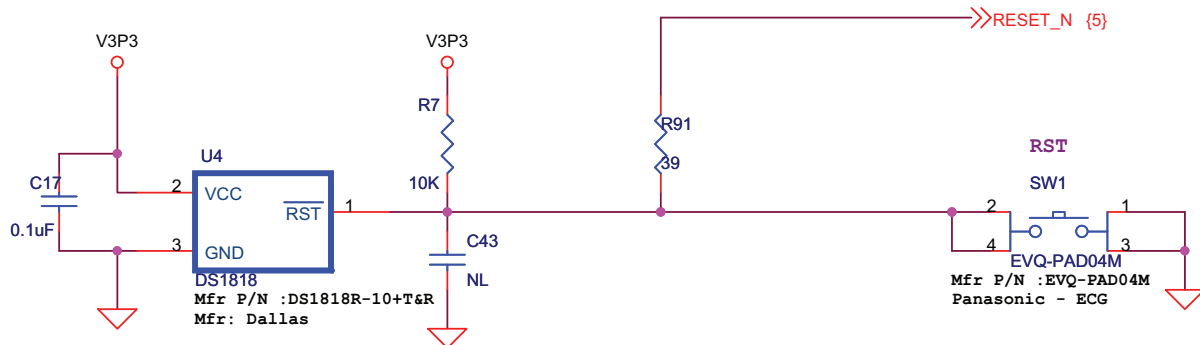 RESET_N {5}
V3P3
V3P3
R7
R91
RST
U4
C17
10K
39
SW1
2
VCC
RST
1
2
1
0.1uF
3
GND
C43
4
3
DS1818
NL
EVQ-PAD04M
Mfr P/N :DS1818R-10+T&R
Mfr: Dallas
Mfr P/N :EVQ-PAD04M
Panasonic - ECG